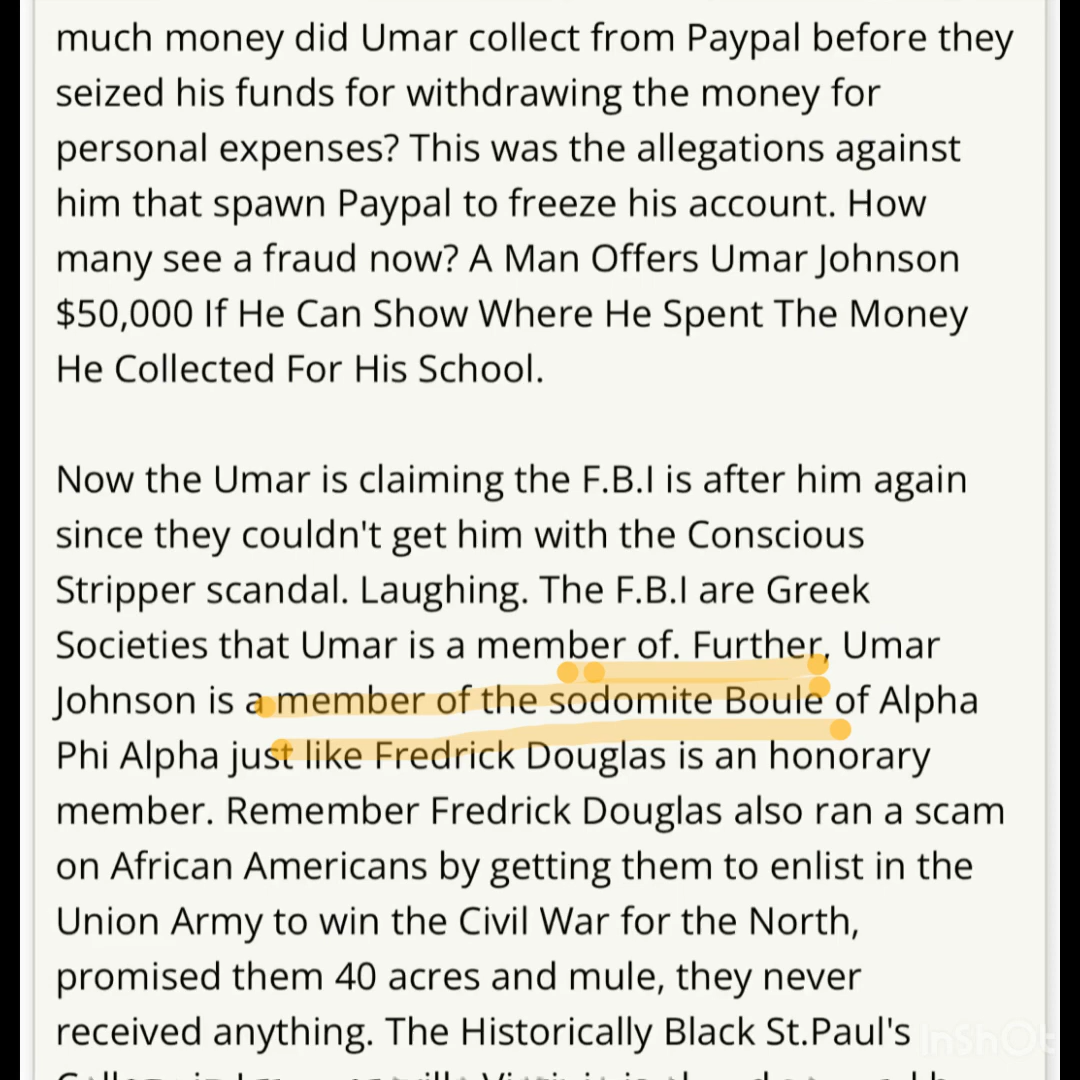 much money did Umar collect from Paypal before they
seized his funds for withdrawing the money for
personal expenses? This was the allegations against
him that spawn Paypal to freeze his account. How
many see a fraud now? A Man Offers Umar Johnson
$50,000 If He Can Show Where He Spent The Money
He Collected For His School.
Now the Umar is claiming the F.B.I is after him again
since they couldn't get him with the Conscious
Stripper scandal. Laughing. The F.B.I are Greek
Societies that Umar is a member of. Further, Umar
Johnson is a member of the sodomite Boule of Alpha
Phi Alpha just like Fredrick Douglas is an honorary
member. Remember Fredrick Douglas also ran a scam
on African Americans by getting them to enlist in the
Union Army to win the Civil War for the North,
promised them 40 acres and mule, they never
received anything. The Historically Black St.Paul's
InShOt